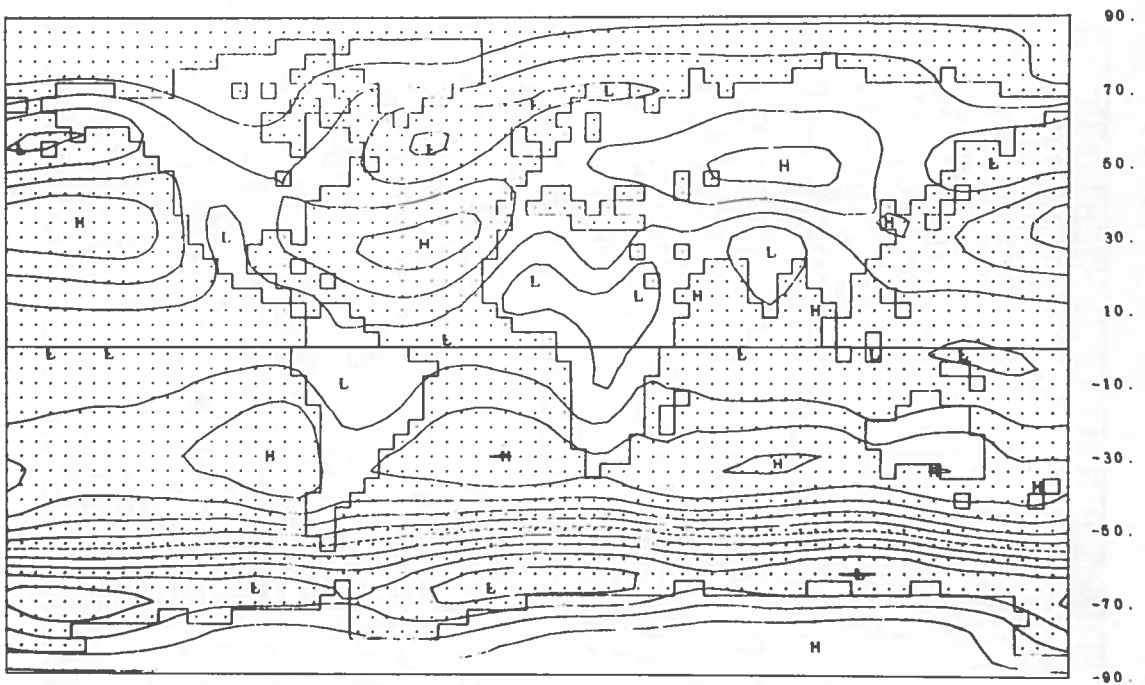 90.
L L
70.
L L L H L 50.
H L H H 30.
L L L H H 10.
L
L L L L L
L -10.
H H H H H -30.
-50.
L L L -70.
H -90.